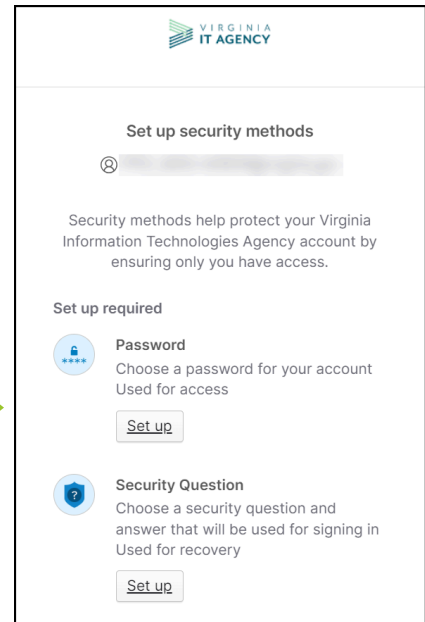 VIRGINIA
IT AGENCY
Set up security methods
Security methods help protect your Virginia
Information Technologies Agency account by
ensuring only you have access.
Set up required
Password
Choose a password for your account
Used for access
Set up
Security Question
Choose a security question and
answer that will be used for signing in
Used for recovery
Set up